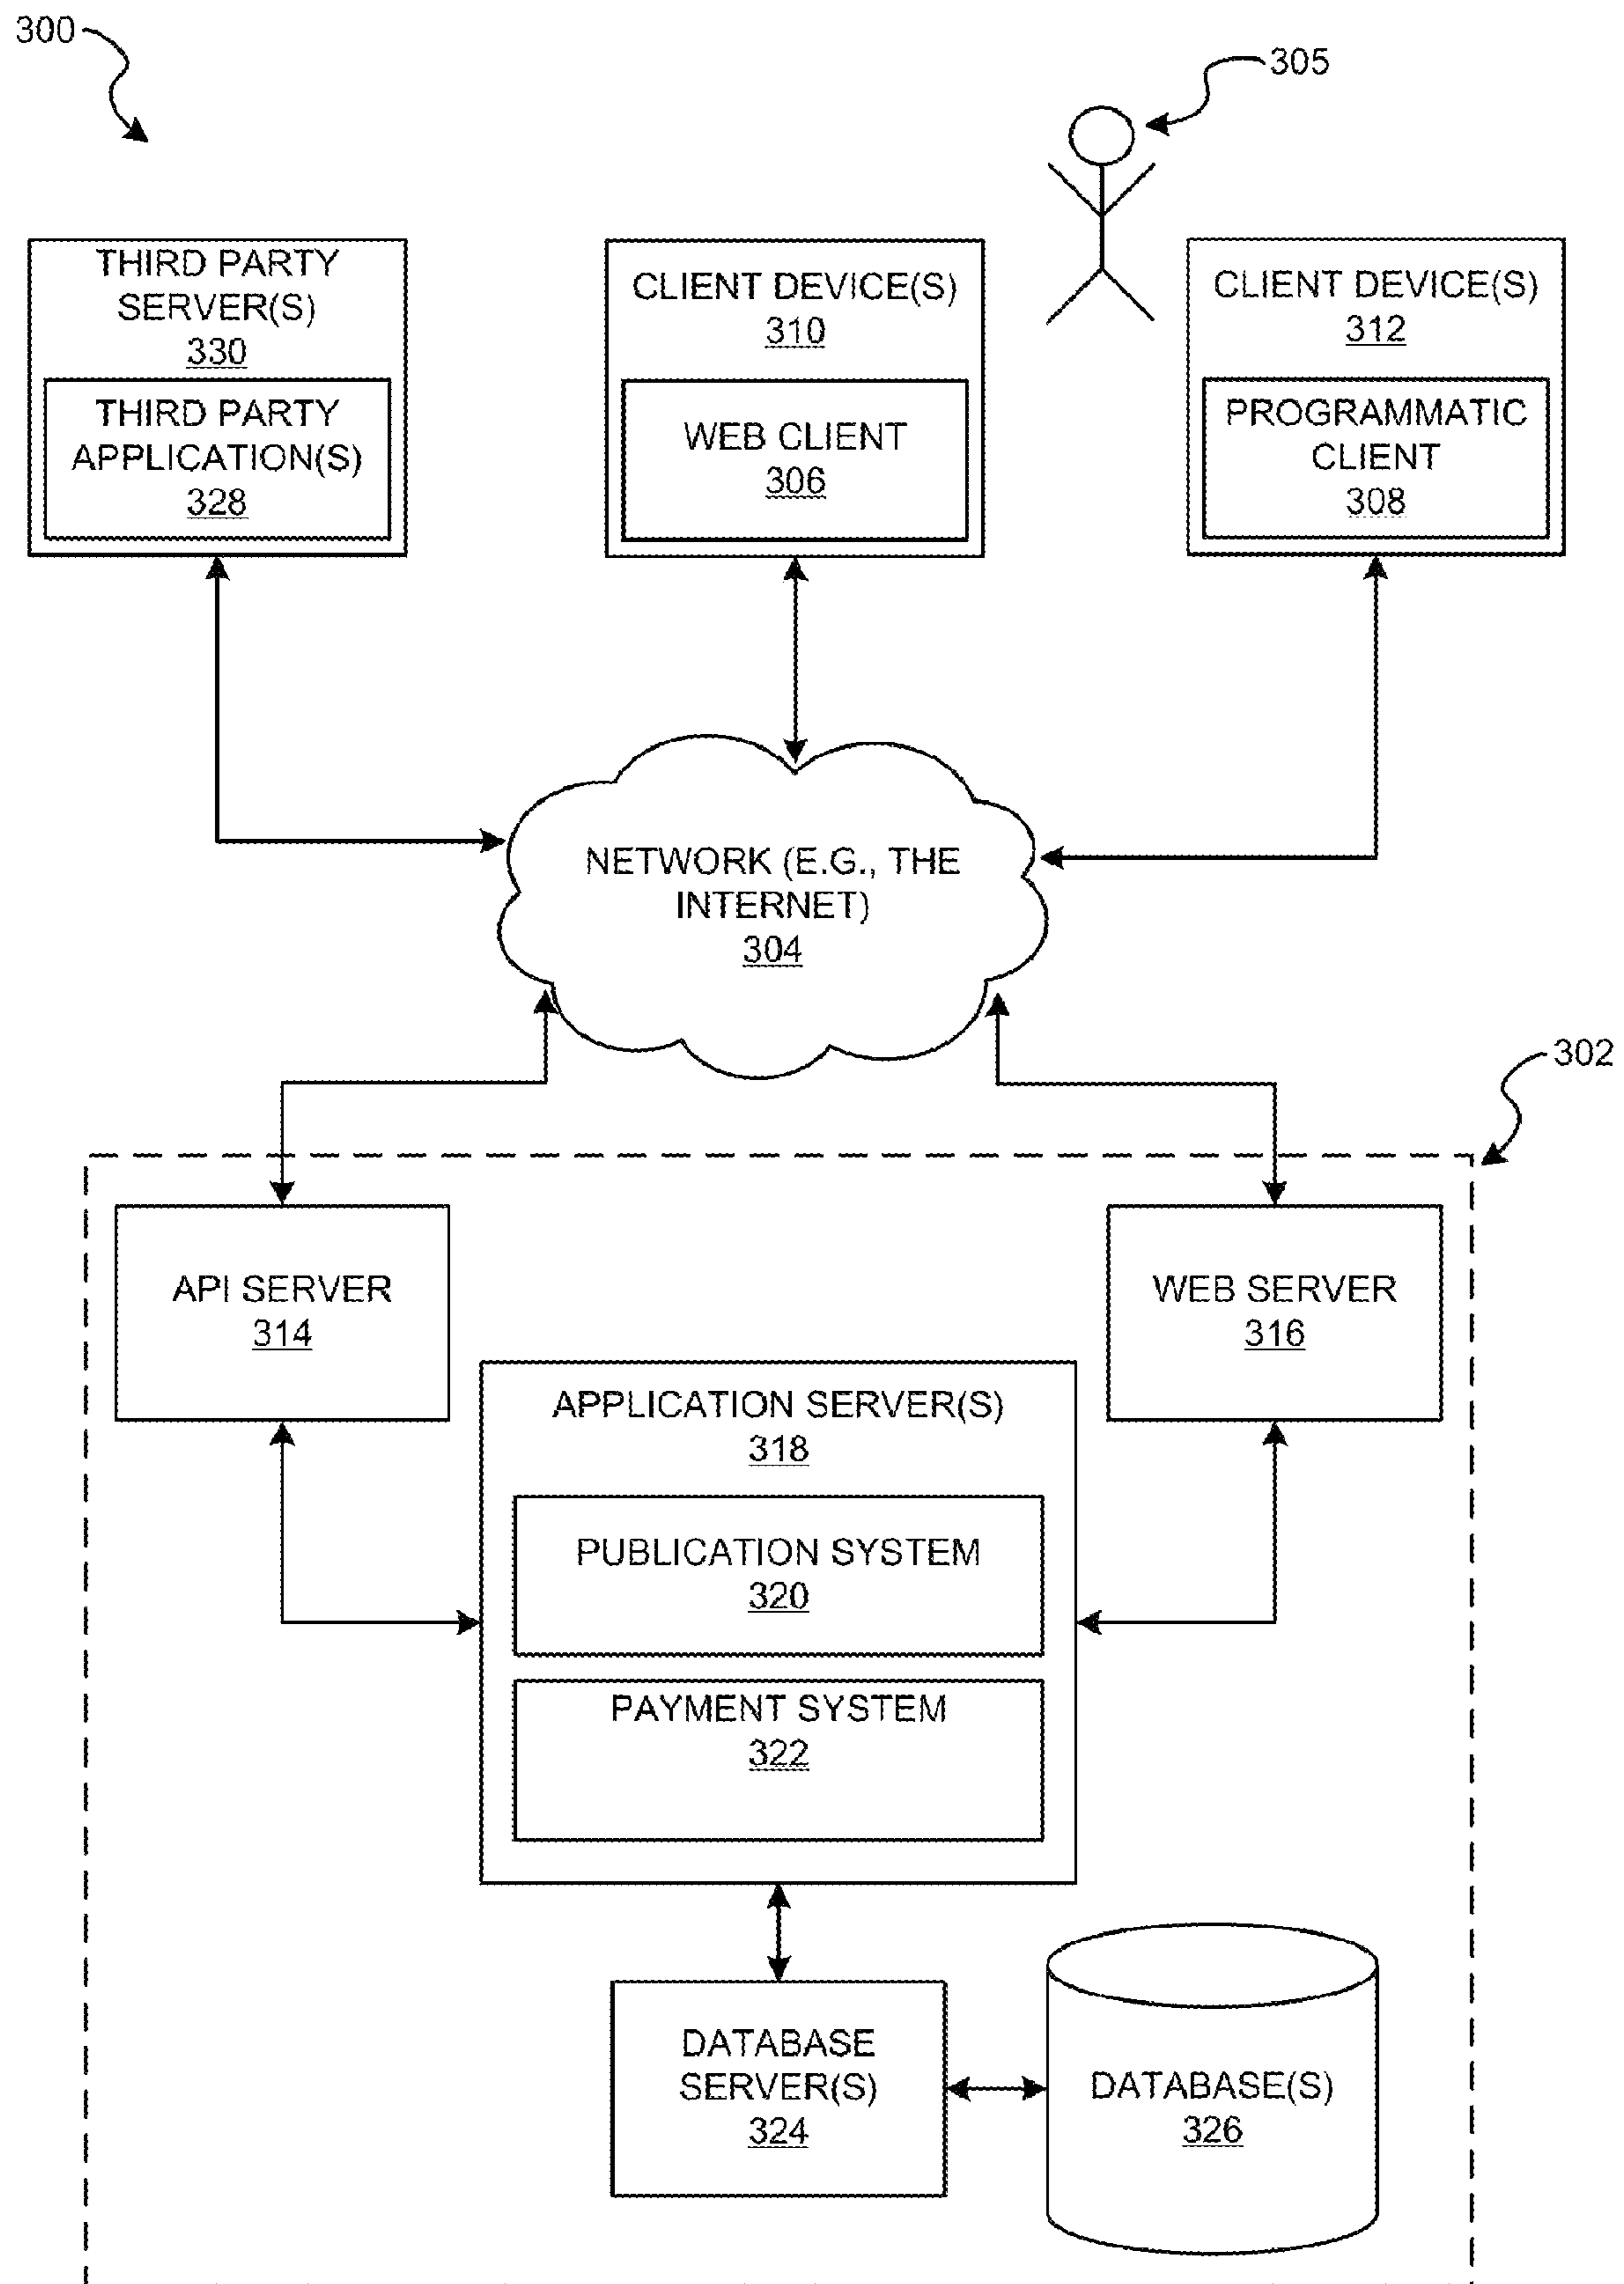 300
305
THIRD PARTY
SERVER(S)
330
THIRD PARTY
APPLICATION(S)
328
CLIENT DEVICE(S)
310
WEB CLIENT
306
CLIENT DEVICE(S)
312
PROGRAMMATIC
CLIENT
308
NETWORK (E.G., THE
INTERNET)
304
302
API SERVER
314
WEB SERVER
316
APPLICATION SERVER(S)
318
PUBLICATION SYSTEM
320
PAYMENT SYSTEM
322
DATABASE
SERVER(S)
324
DATABASE(S)
326